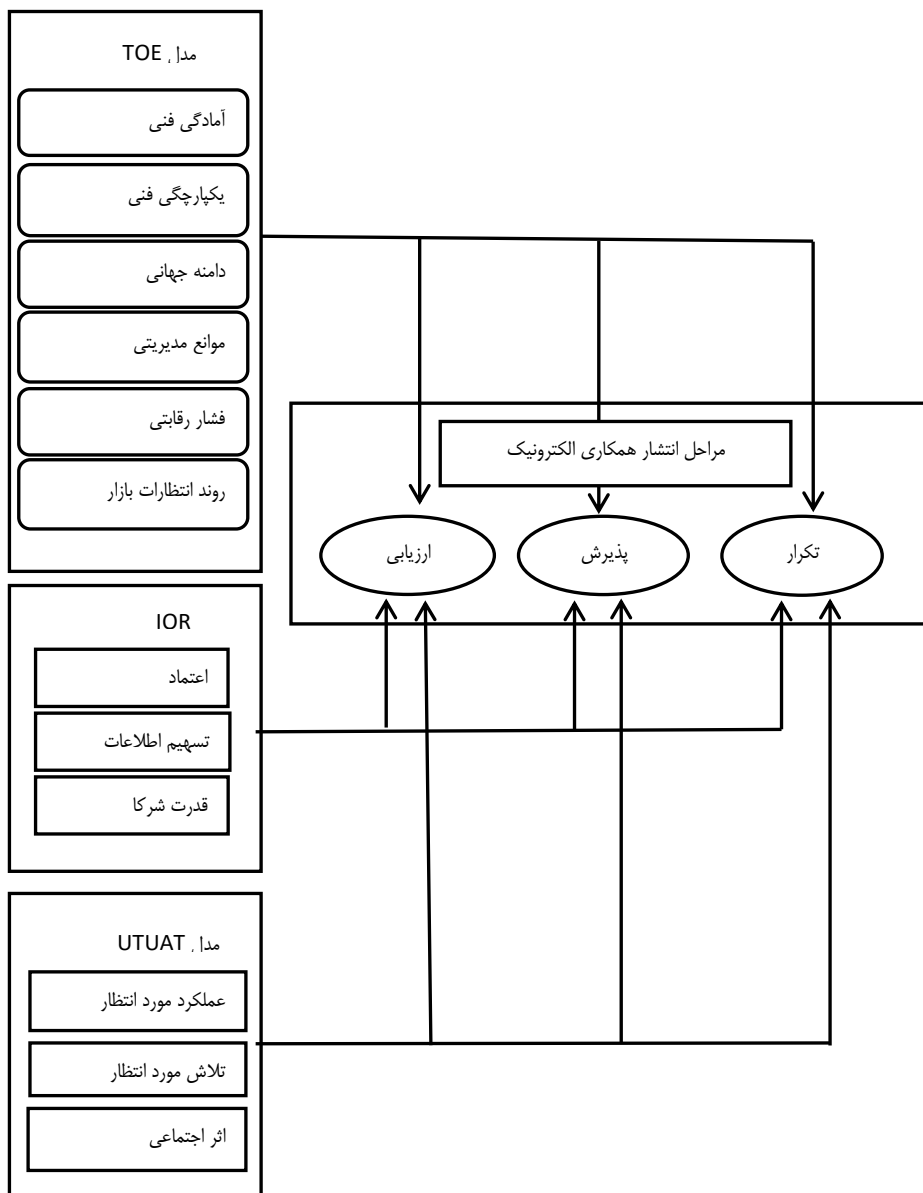 مدل TOE
آمادگی فنی
یکپارچگی فنی
دامنه جهانی
موانع مدیریتی
فشار رقابتی
روند انتظارات بازار
مراحل انتشار همکاری الکترونیک
ارزیابی
پذیرش
تکرار
IOR
اعتماد
تسهیم اطلاعات
قدرت شرکا
مدل UTUAT
عملکرد مورد انتظار
تلاش مورد انتظار
اثر اجتماعی